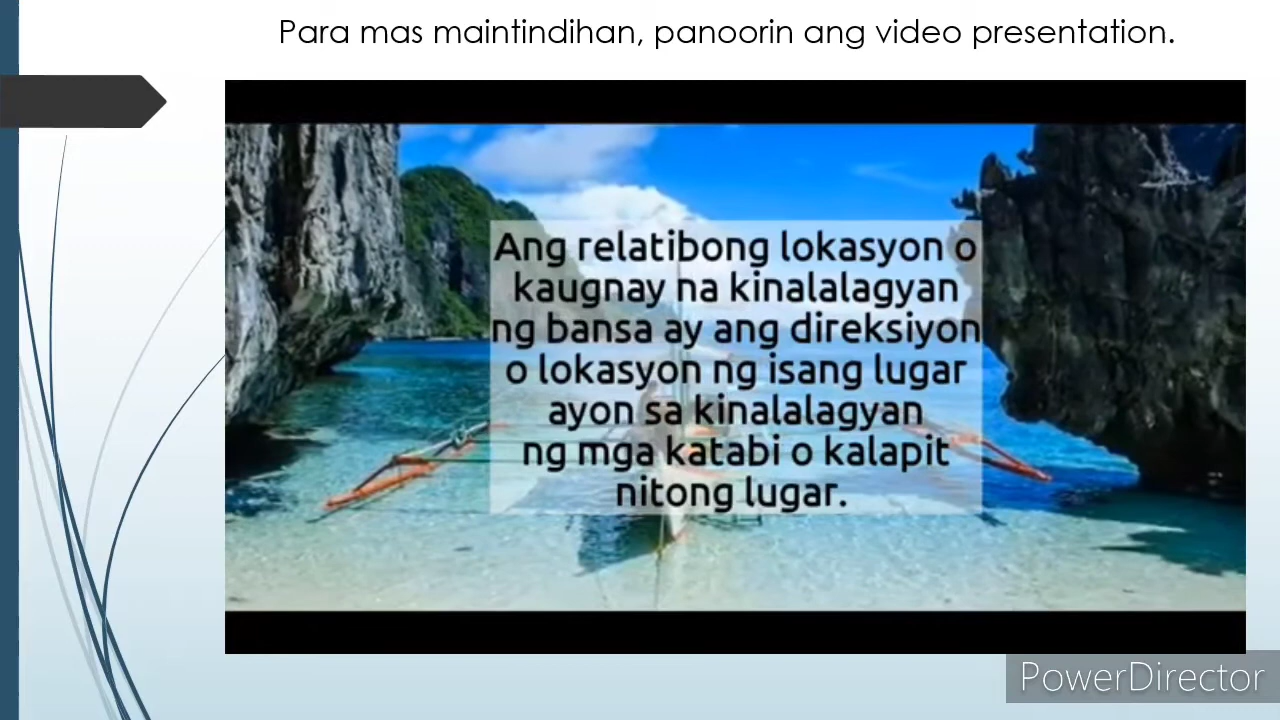 Para mas maintindihan, panoorin ang video presentation.
Ang relatibong lokasyon o
kaugnay na kinalalagyan
ng bansa ay ang direksiyon
o lokasyon ng isang lugar
ayon sa kinalalagyan
ng mga katabi o kalapit
nitong lugar.
PowerDirector